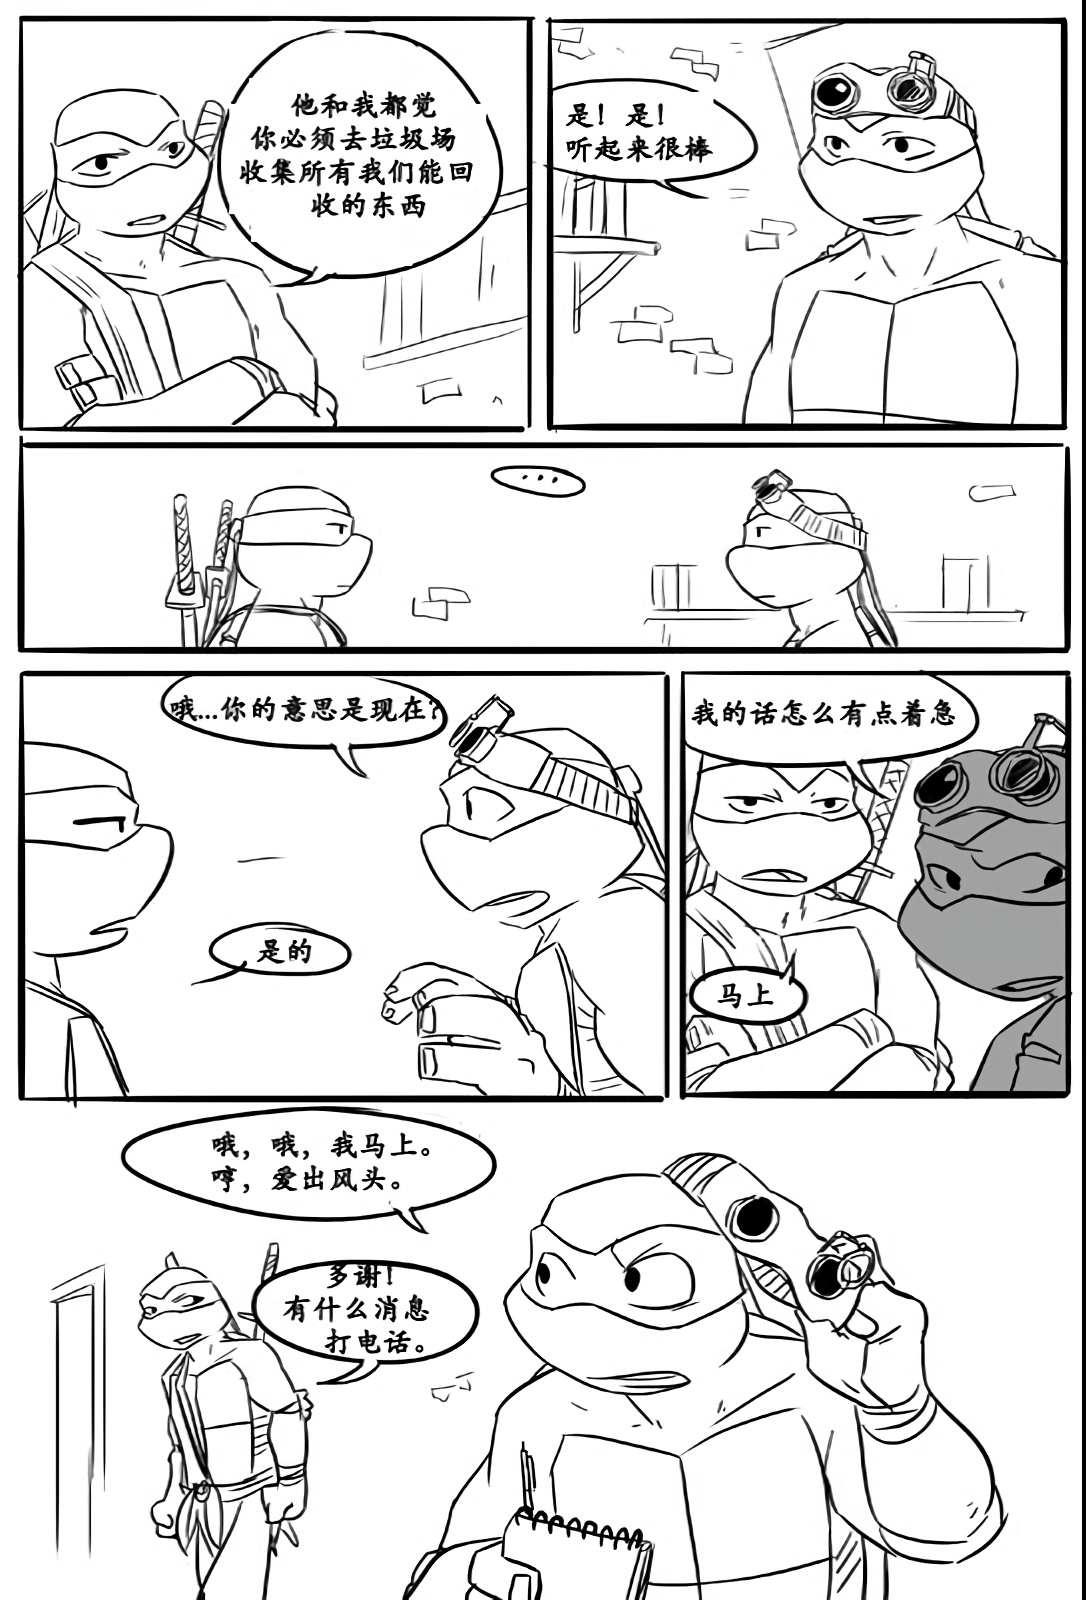 他和我都觉
你必须去垃圾场
收集所有我们能回
收的东西
是！是！
听起来很棒
...
哦...你的意思是现在?
是的
我的话怎么有点着急
马上
哦，哦，我马上。
哼，爱出风头。
多谢！
有什么消息
打电话。